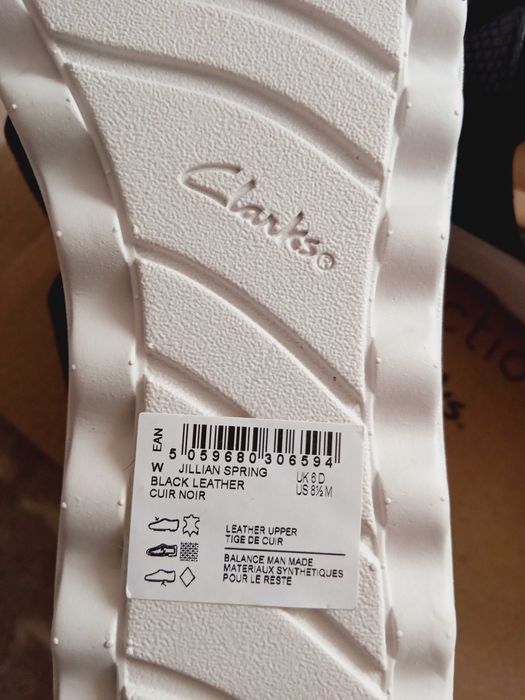 Clarks®
EAN
5 059680 306594
W JILLIAN SPRING UK 6 D
BLACK LEATHER US 8½ M
CUIR NOIR
LEATHER UPPER
TIGE DE CUIR
BALANCE MAN MADE
MATERIAUX SYNTHETIQUES
POUR LE RESTE